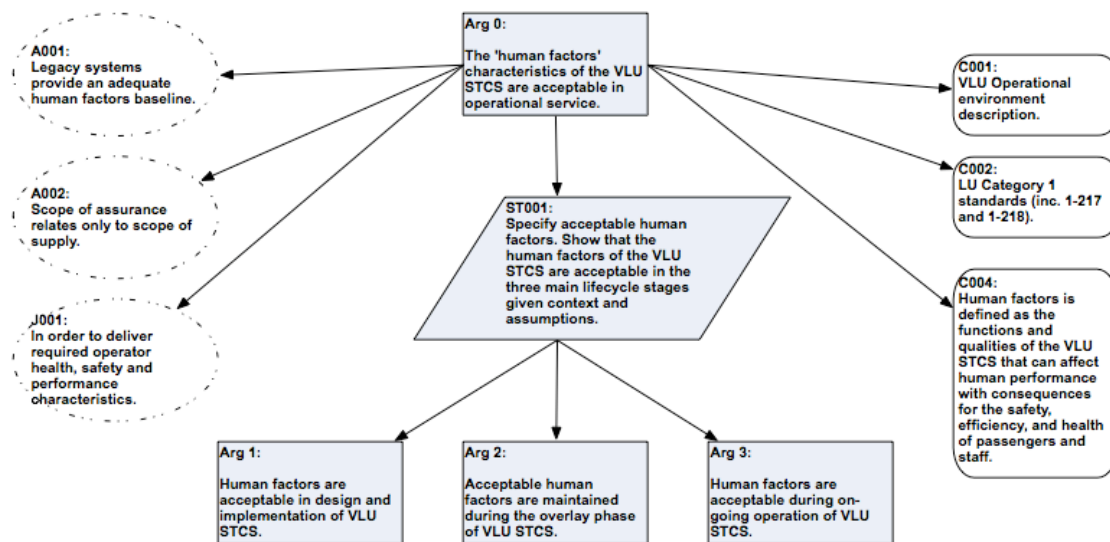 Arg 0:
The 'human factors'
characteristics of the VLU
STCS are acceptable in
operational service.
A001:
Legacy systems
provide an adequate
human factors baseline.
C001:
VLU Operational
environment
description.
A002:
Scope of assurance
relates only to scope of
supply.
C002:
LU Category 1
standards (inc. 1-217
and 1-218).
ST001:
Specify acceptable human
factors. Show that the
human factors of the VLU
STCS are acceptable in the
three main lifecycle stages
given context and
assumptions.
J001:
In order to deliver
required operator
health, safety and
performance
characteristics.
C004:
Human factors is
defined as the
functions and
qualities of the VLU
STCS that can affect
human performance
with consequences
for the safety,
efficiency, and health
of passengers and
staff.
Arg 1:
Human factors are
acceptable in design and
implementation of VLU
STCS.
Arg 2:
Acceptable human
factors are maintained
during the overlay phase
of VLU STCS.
Arg 3:
Human factors are
acceptable during on-
going operation of VLU
STCS.